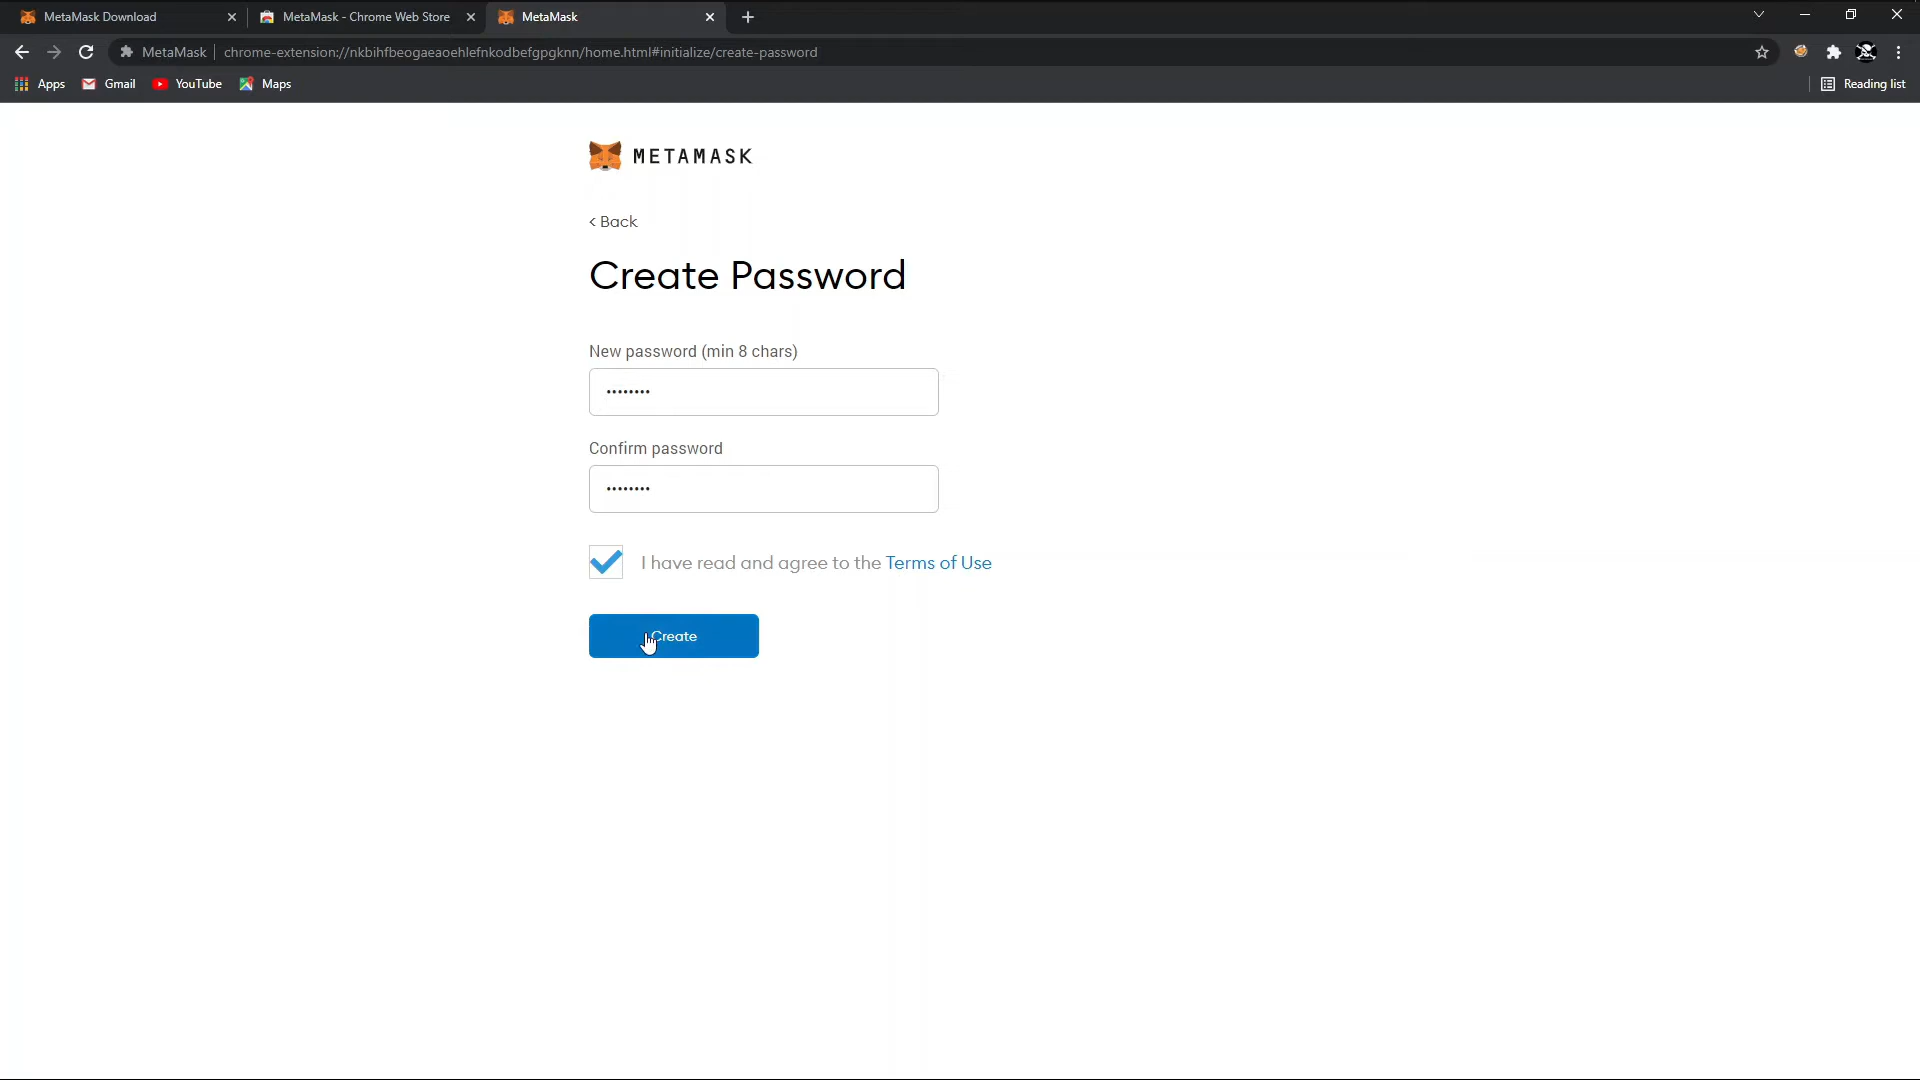 MetaMask Download
MetaMask - Chrome Web Store
MetaMask
MetaMask
chrome-extension://nkbihfbeogaeaoehlefnkodbefgpgknn/home.html#initialize/create-password
Apps
Gmail
YouTube
Maps
Reading list
METAMASK
< Back
Create Password
New password (min 8 chars)
••••••••
Confirm password
••••••••
I have read and agree to the Terms of Use
Create